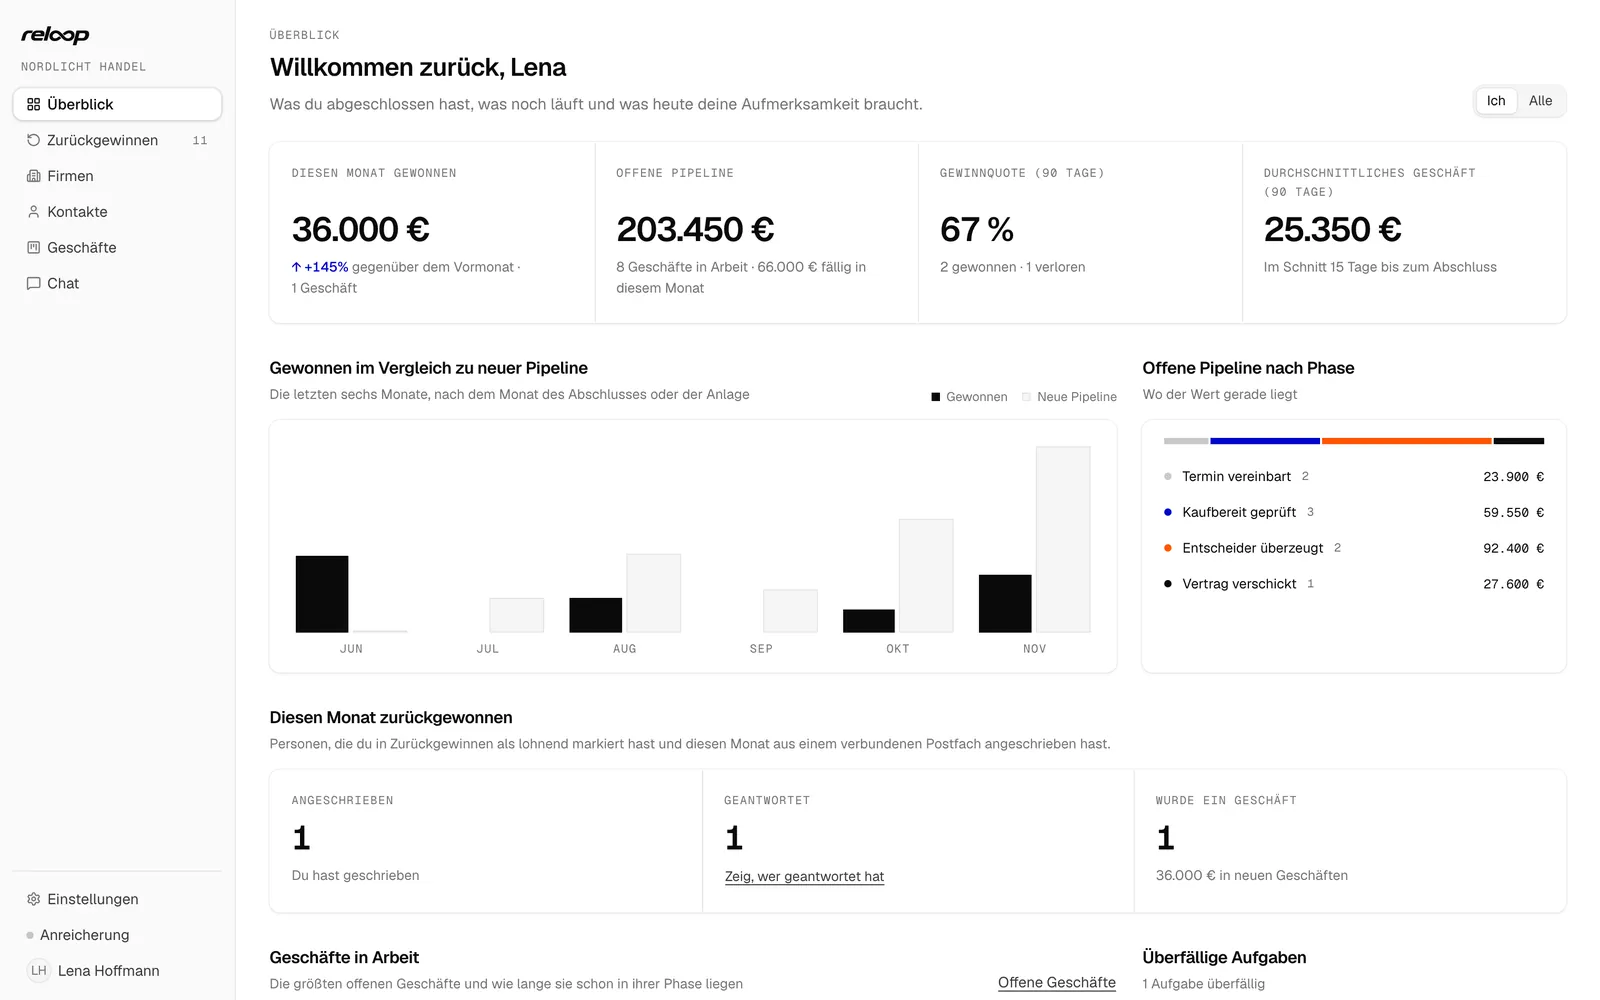 reloop
NORDLICHT HANDEL
Überblick
Zurückgewinnen 11
Firmen
Kontakte
Geschäfte
Chat
Einstellungen
Anreicherung
LH Lena Hoffmann
ÜBERBLICK
Willkommen zurück, Lena
Was du abgeschlossen hast, was noch läuft und was heute deine Aufmerksamkeit braucht.
Ich Alle
DIESEN MONAT GEWONNEN
36.000 €
↑ +145% gegenüber dem Vormonat ·
1 Geschäft
OFFENE PIPELINE
203.450 €
8 Geschäfte in Arbeit · 66.000 € fällig in
diesem Monat
GEWINNQUOTE (90 TAGE)
67 %
2 gewonnen · 1 verloren
DURCHSCHNITTLICHES GESCHÄFT
(90 TAGE)
25.350 €
Im Schnitt 15 Tage bis zum Abschluss
Gewonnen im Vergleich zu neuer Pipeline
Die letzten sechs Monate, nach dem Monat des Abschlusses oder der Anlage
Gewonnen Neue Pipeline
JUN JUL AUG SEP OKT NOV
Offene Pipeline nach Phase
Wo der Wert gerade liegt
Termin vereinbart 2 23.900 €
Kaufbereit geprüft 3 59.550 €
Entscheider überzeugt 2 92.400 €
Vertrag verschickt 1 27.600 €
Diesen Monat zurückgewonnen
Personen, die du in Zurückgewinnen als lohnend markiert hast und diesen Monat aus einem verbundenen Postfach angeschrieben hast.
ANGESCHRIEBEN
1
Du hast geschrieben
GEANTWORTET
1
Zeig, wer geantwortet hat
WURDE EIN GESCHÄFT
1
36.000 € in neuen Geschäften
Geschäfte in Arbeit
Die größten offenen Geschäfte und wie lange sie schon in ihrer Phase liegen
Offene Geschäfte
Überfällige Aufgaben
1 Aufgabe überfällig